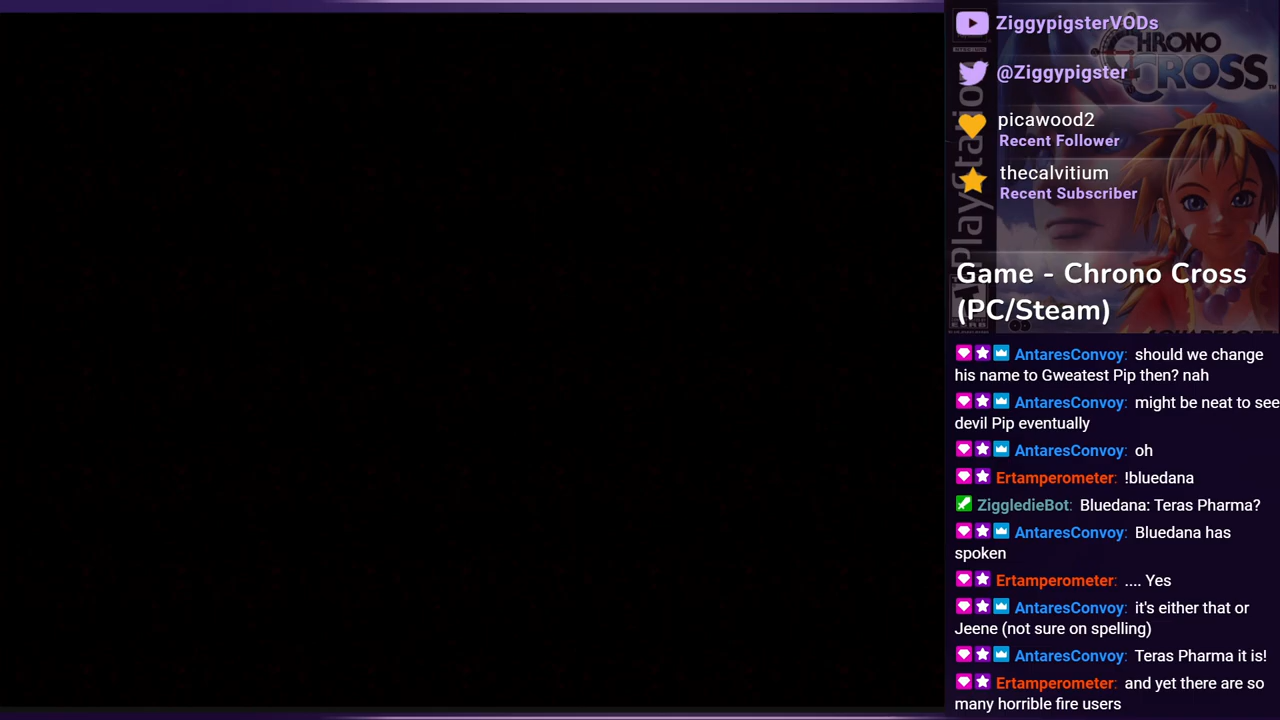 ZiggypigsterVODs
@Ziggypigster
picawood2
Recent Follower
thecalvitium
Recent Subscriber
CHRONO
CROSS
PlayStation
Game - Chrono Cross
(PC/Steam)
AntaresConvoy: should we change
his name to Gweatest Pip then? nah
AntaresConvoy: might be neat to see
devil Pip eventually
AntaresConvoy: oh
Ertamperometer: !bluedana
ZiggledieBot: Bluedana: Teras Pharma?
AntaresConvoy: Bluedana has
spoken
Ertamperometer: .... Yes
AntaresConvoy: it's either that or
Jeene (not sure on spelling)
AntaresConvoy: Teras Pharma it is!
Ertamperometer: and yet there are so
many horrible fire users